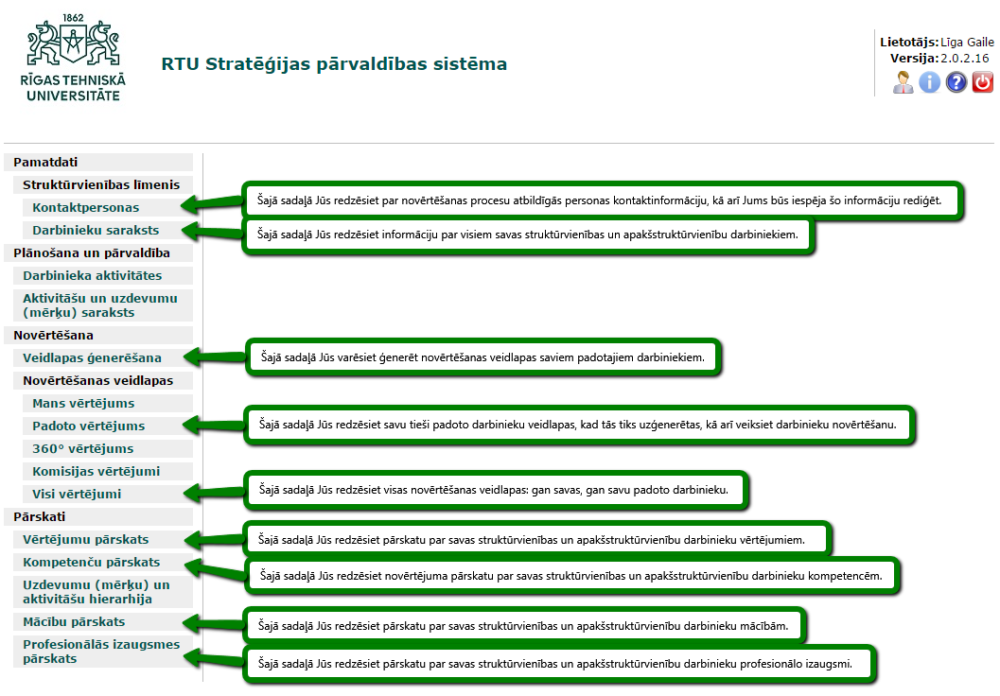 1862
RĪGAS TEHNISKĀ
UNIVERSITĀTE
RTU Stratēģijas pārvaldības sistēma
Lietotājs: Līga Gaile
Versija: 2.0.2.16
Pamatdati
Struktūrvienības līmenis
Kontaktpersonas
Šajā sadaļā Jūs redzēsiet par novērtēšanas procesu atbildīgās personas kontaktinformāciju, kā arī Jums būs iespēja šo informāciju rediģēt.
Darbinieku saraksts
Šajā sadaļā Jūs redzēsiet informāciju par visiem savas struktūrvienības un apakšstruktūrvienību darbiniekiem.
Plānošana un pārvaldība
Darbinieka aktivitātes
Aktivitāšu un uzdevumu
(mērķu) saraksts
Novērtēšana
Veidlapas ģenerēšana
Šajā sadaļā Jūs varēsiet ģenerēt novērtēšanas veidlapas saviem padotajiem darbiniekiem.
Novērtēšanas veidlapas
Mans vērtējums
Padoto vērtējums
Šajā sadaļā Jūs redzēsiet savu tieši padoto darbinieku veidlapas, kad tās tiks uzģenerētas, kā arī veiksiet darbinieku novērtēšanu.
360° vērtējums
Komisijas vērtējumi
Visi vērtējumi
Šajā sadaļā Jūs redzēsiet visas novērtēšanas veidlapas: gan savas, gan savu padoto darbinieku.
Pārskati
Vērtējumu pārskats
Šajā sadaļā Jūs redzēsiet pārskatu par savas struktūrvienības un apakšstruktūrvienību darbinieku vērtējumiem.
Kompetenču pārskats
Šajā sadaļā Jūs redzēsiet novērtējuma pārskatu par savas struktūrvienības un apakšstruktūrvienību darbinieku kompetencēm.
Uzdevumu (mērķu) un
aktivitāšu hierarhija
Mācību pārskats
Šajā sadaļā Jūs redzēsiet pārskatu par savas struktūrvienības un apakšstruktūrvienību darbinieku mācībām.
Profesionālās izaugsmes
pārskats
Šajā sadaļā Jūs redzēsiet pārskatu par savas struktūrvienības un apakšstruktūrvienību darbinieku profesionālo izaugsmi.